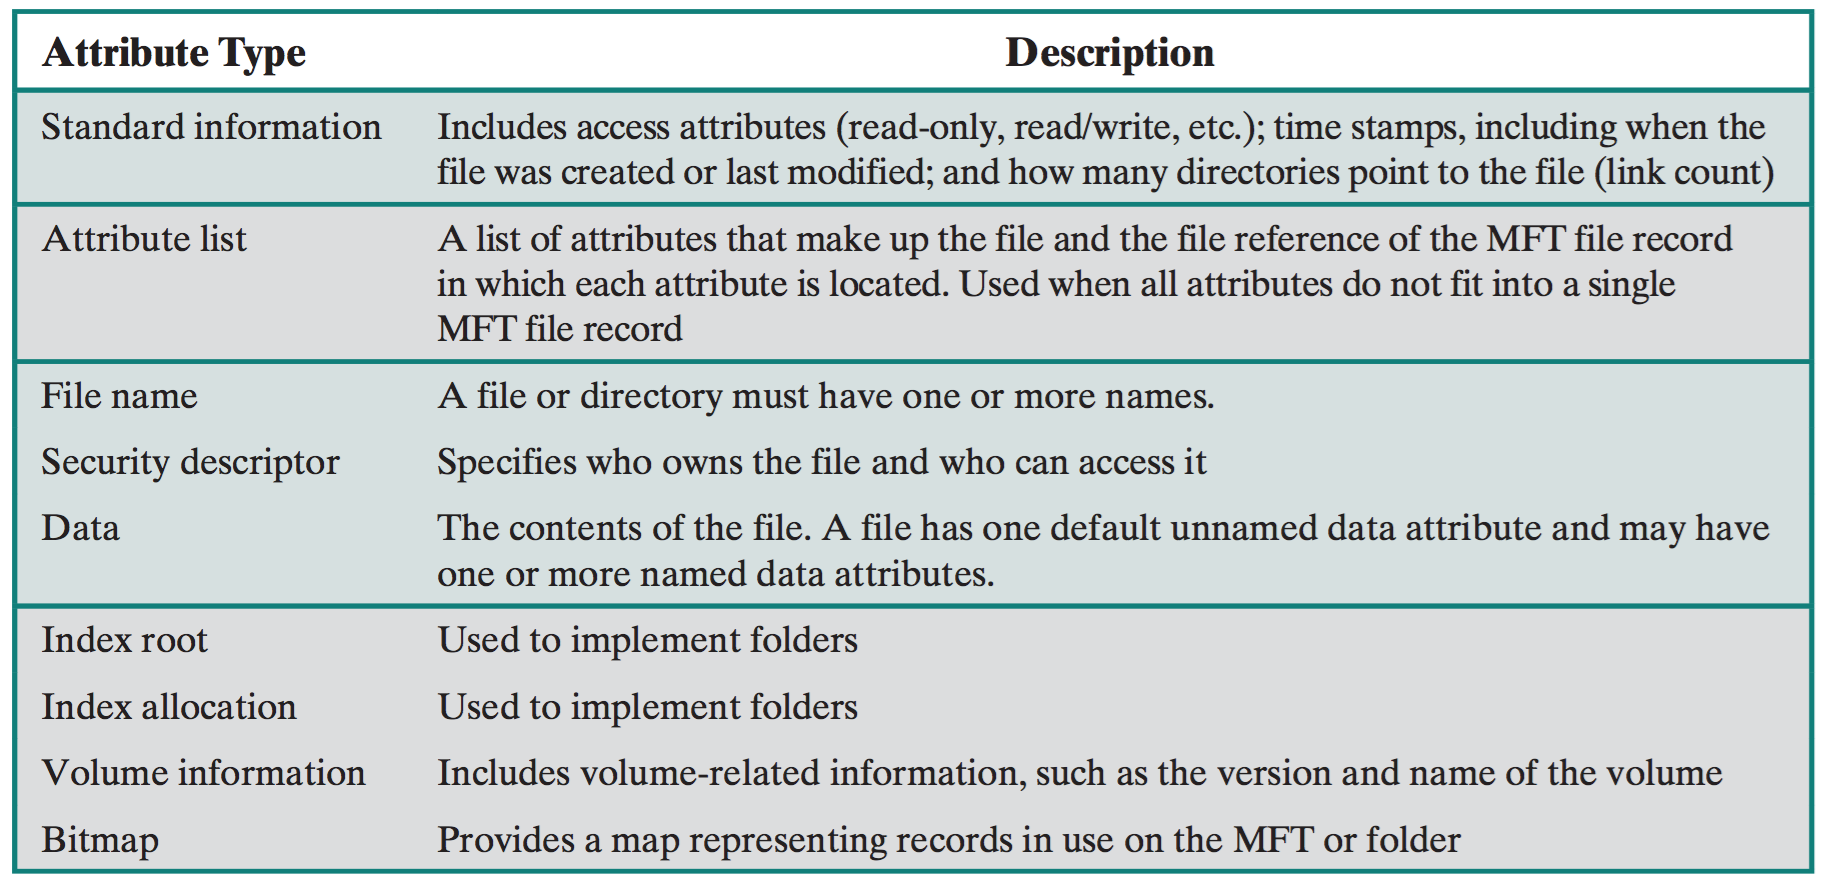 Attribute Type Description
Standard information Includes access attributes (read-only, read/write, etc.); time stamps, including when the
file was created or last modified; and how many directories point to the file (link count)
Attribute list A list of attributes that make up the file and the file reference of the MFT file record
in which each attribute is located. Used when all attributes do not fit into a single
MFT file record
File name A file or directory must have one or more names.
Security descriptor Specifies who owns the file and who can access it
Data The contents of the file. A file has one default unnamed data attribute and may have
one or more named data attributes.
Index root Used to implement folders
Index allocation Used to implement folders
Volume information Includes volume-related information, such as the version and name of the volume
Bitmap Provides a map representing records in use on the MFT or folder